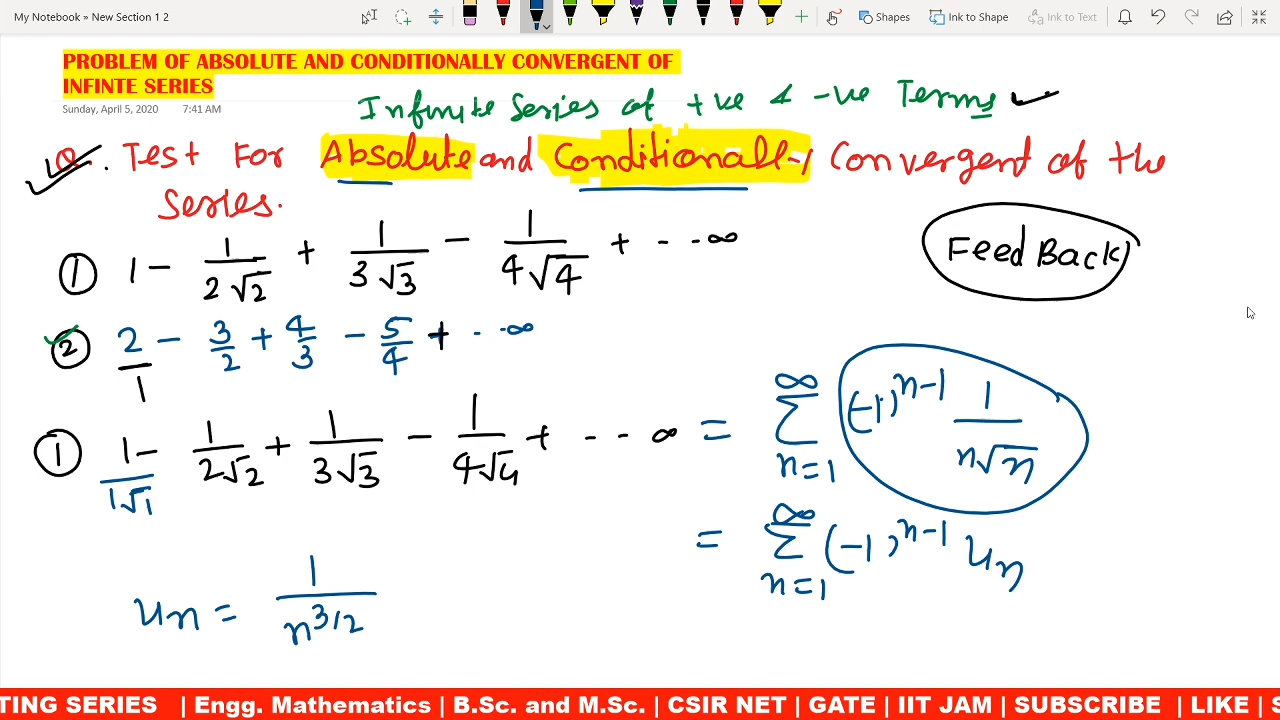 My Notebook » New Section 1 2
Shapes Ink to Shape Ink to Text
PROBLEM OF ABSOLUTE AND CONDITIONALLY CONVERGENT OF
INFINTE SERIES
Sunday, April 5, 2020 7:41 AM
Infinite Series of +ve & -ve Terms
Q. Test For Absolute and Conditionally Convergent of the
Series.
① 1 - 1/(2√2) + 1/(3√3) - 1/(4√4) + - - ∞
Feed Back
② 2/1 - 3/2 + 4/3 - 5/4 + - - ∞
① 1/(1√1) - 1/(2√2) + 1/(3√3) - 1/(4√4) + - - - ∞ = ∑_{n=1}^{∞} (-1)^{n-1} 1/(n√n)
= ∑_{n=1}^{∞} (-1)^{n-1} un
un = 1/n^{3/2}
TING SERIES | Engg. Mathematics | B.Sc. and M.Sc. | CSIR NET | GATE | IIT JAM | SUBSCRIBE | LIKE | S